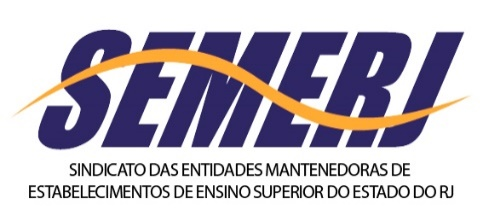 SEMERJ
SINDICATO DAS ENTIDADES MANTENEDORAS DE
ESTABELECIMENTOS DE ENSINO SUPERIOR DO ESTADO DO RJ